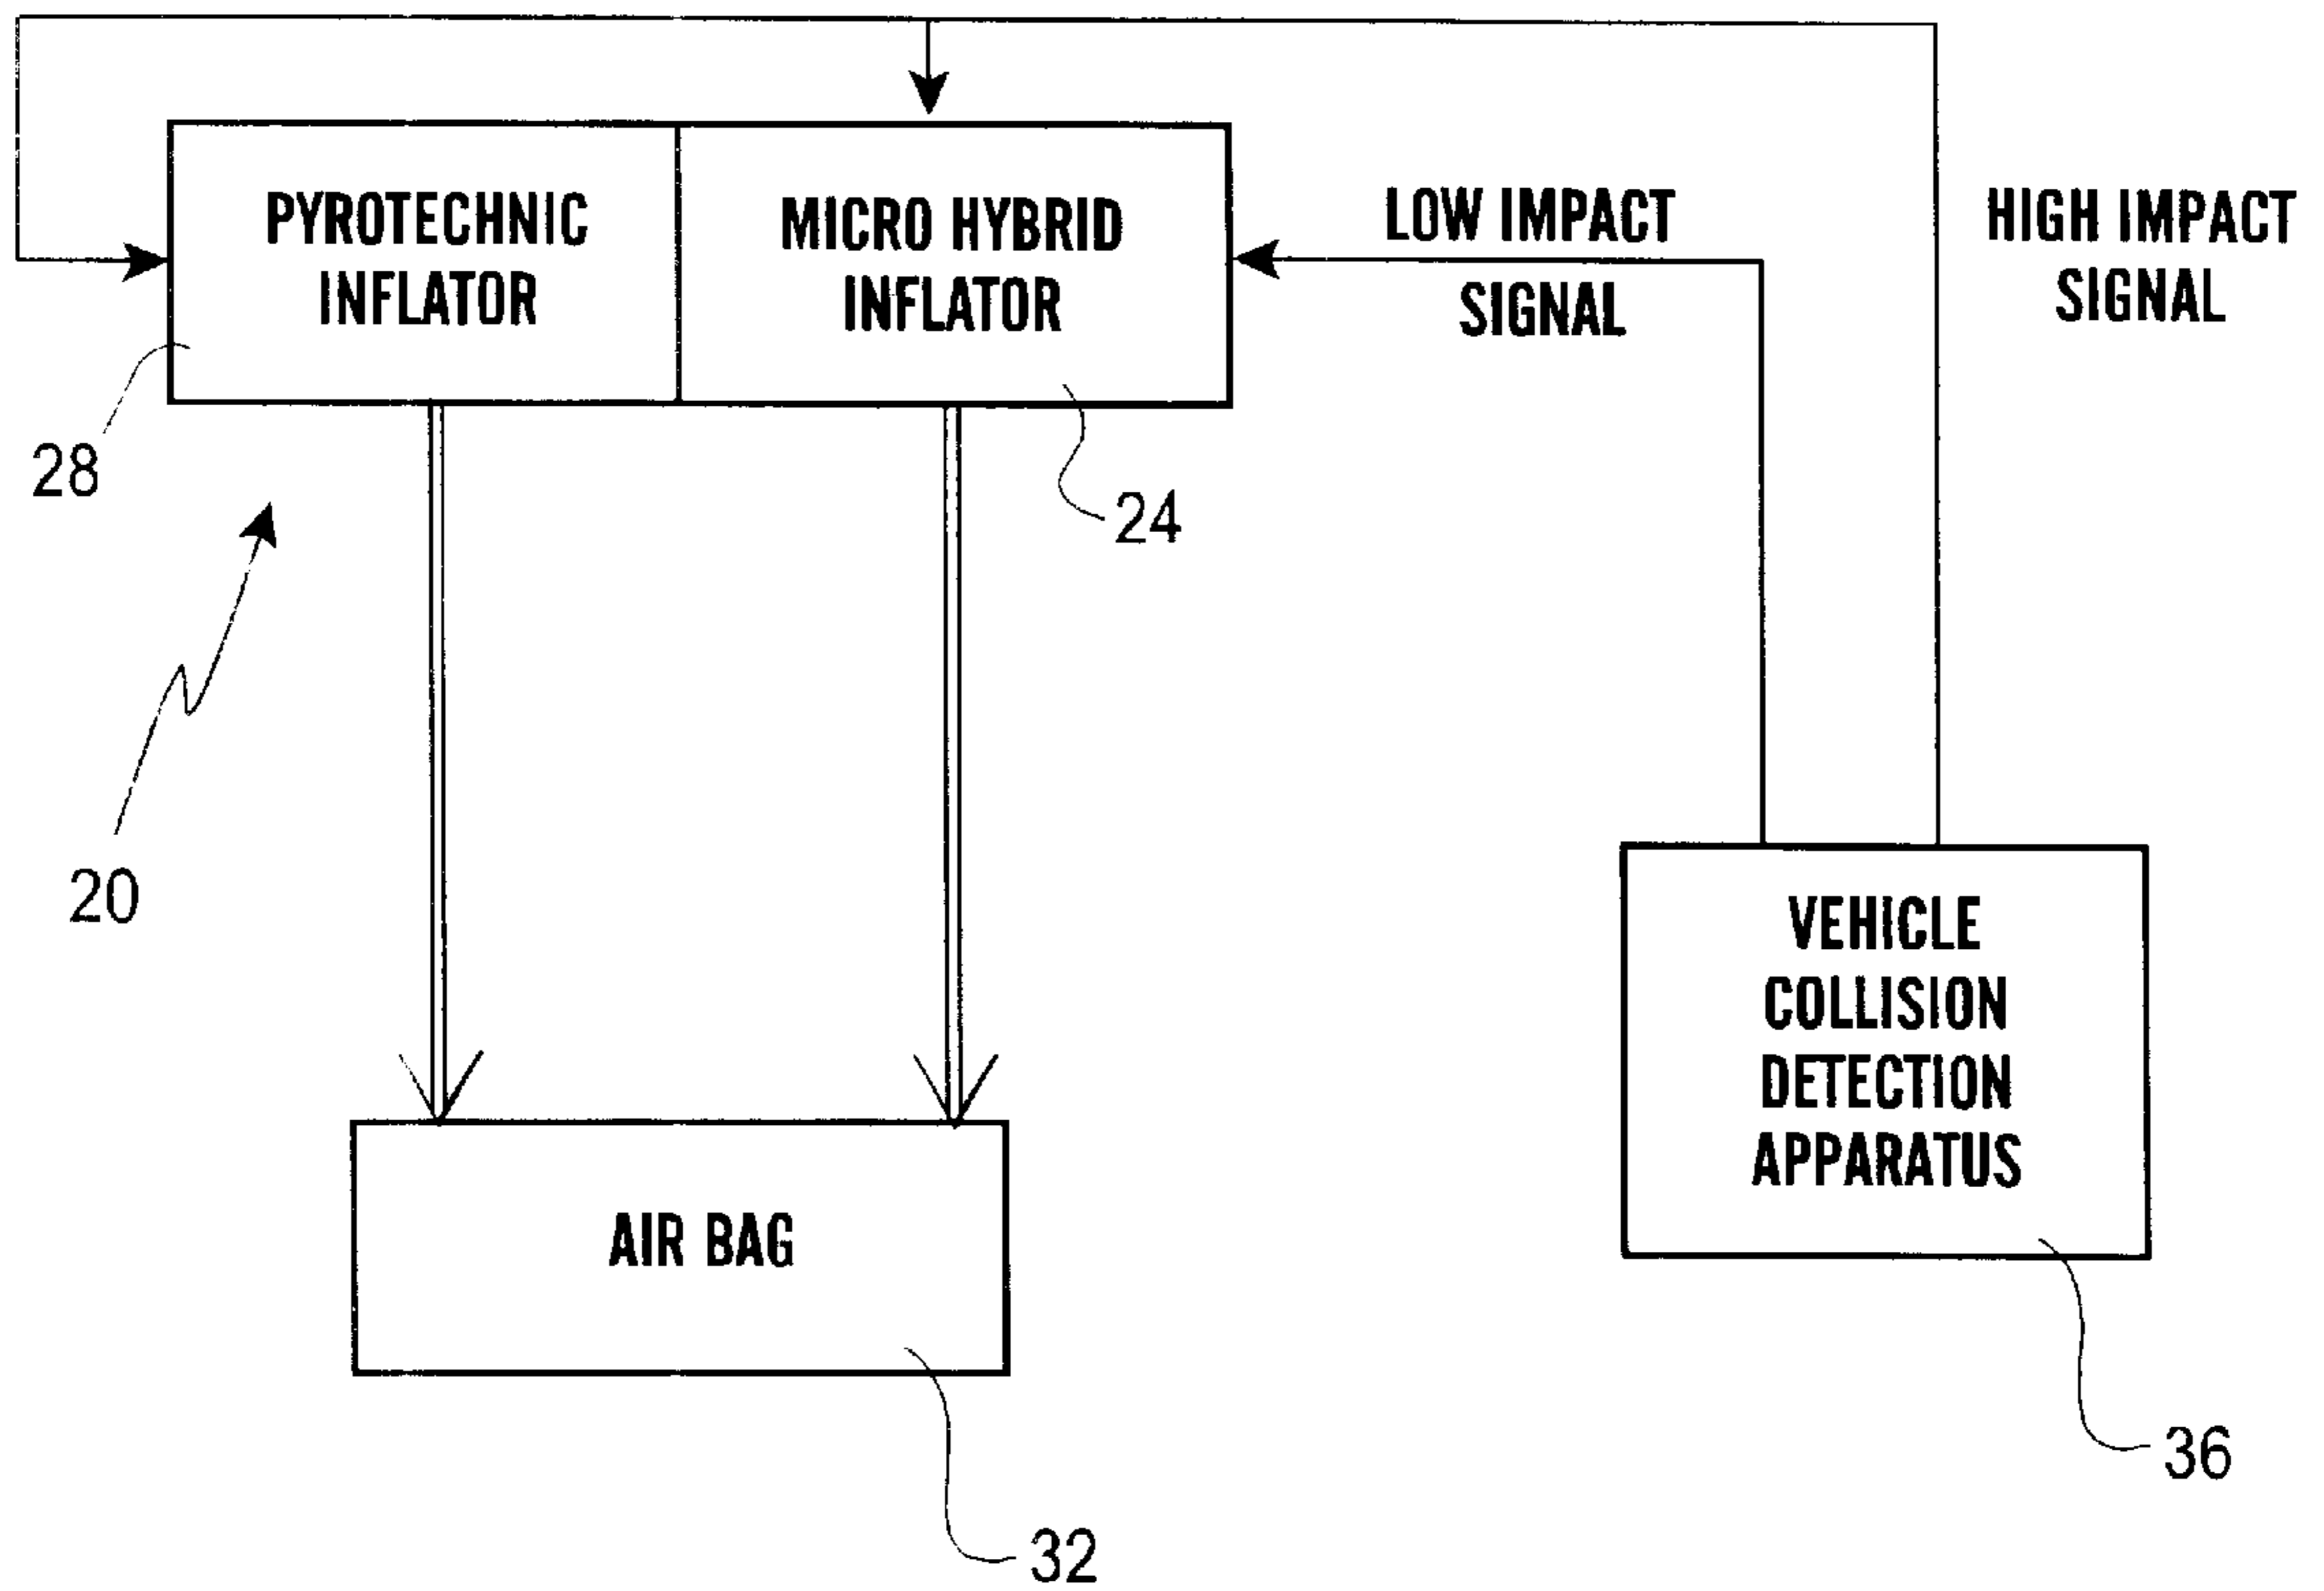 PYROTECHNIC
INFLATOR
MICRO HYBRID
INFLATOR
LOW IMPACT
SIGNAL
HIGH IMPACT
SIGNAL
28
24
20
VEHICLE
COLLISION
DETECTION
APPARATUS
AIR BAG
36
32